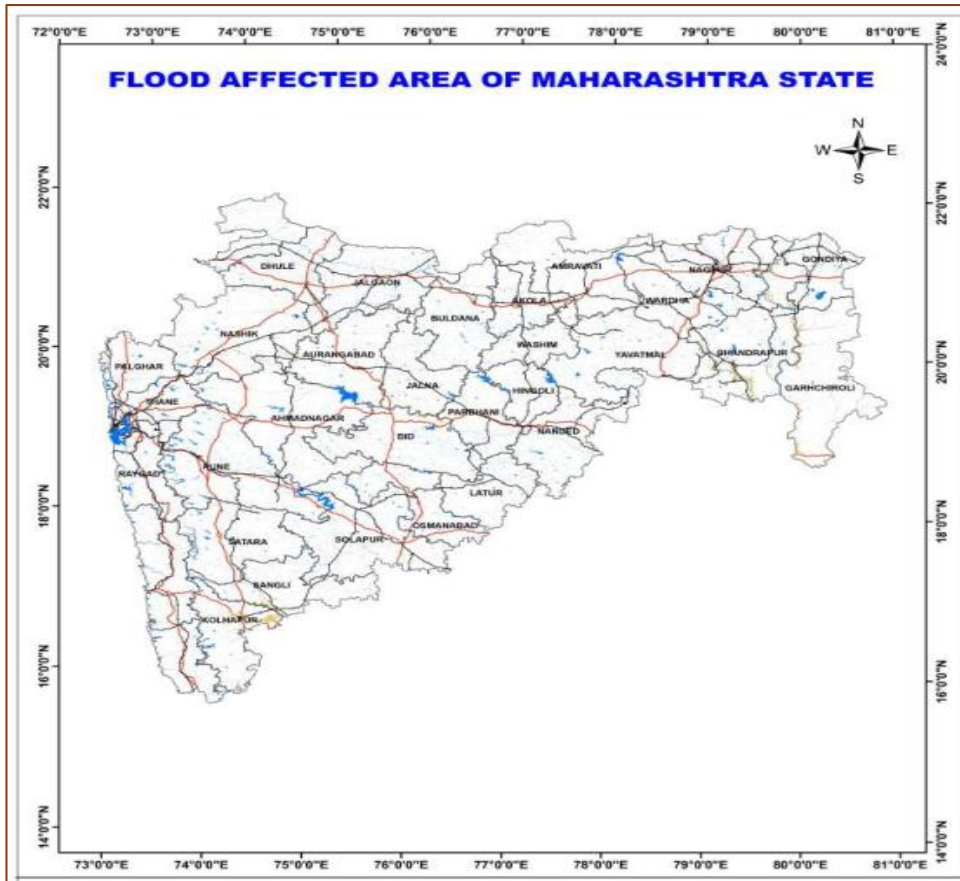 72°0'0"E 73°0'0"E 74°0'0"E 75°0'0"E 76°0'0"E 77°0'0"E 78°0'0"E 79°0'0"E 80°0'0"E 81°0'0"E
24°0'0"N
FLOOD AFFECTED AREA OF MAHARASHTRA STATE
N
W E
S
22°0'0"N
22°0'0"N
DHULE
JALGAON
AMRAVATI
NAGPUR
GONDIYA
AKOLA
WARDHA
BULDANA
NASHIK
WASHIM
20°0'0"N
20°0'0"N
PALGHAR
AURANGABAD
YAVATMAL
CHANDRAPUR
JALNA
HINGOLI
GARHCHIROLI
THANE
AHMADNAGAR
PARBHANI
BID
NANDED
RAYGAD
PUNE
LATUR
18°0'0"N
18°0'0"N
OSMANABAD
SATARA
SOLAPUR
SANGLI
KOLHAPUR
16°0'0"N
16°0'0"N
14°0'0"N
14°0'0"N
73°0'0"E 74°0'0"E 75°0'0"E 76°0'0"E 77°0'0"E 78°0'0"E 79°0'0"E 80°0'0"E 81°0'0"E